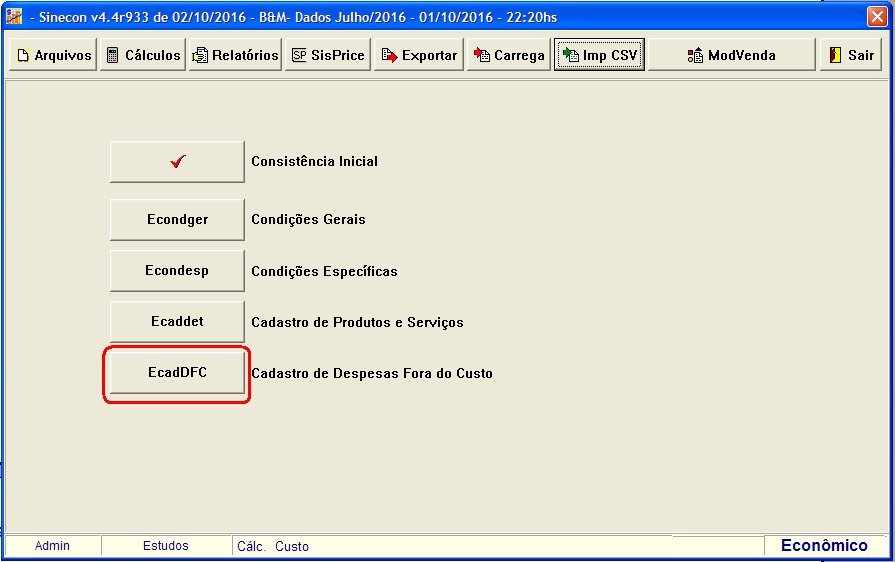 - Sinecon v4.4r933 de 02/10/2016 - B&M- Dados Julho/2016 - 01/10/2016 - 22:20hs
Arquivos Cálculos Relatórios SP SisPrice Exportar Carrega Imp CSV ModVenda Sair
Consistência Inicial
Econdger Condições Gerais
Econdesp Condições Específicas
Ecaddet Cadastro de Produtos e Serviços
EcadDFC Cadastro de Despesas Fora do Custo
Admin Estudos Cálc. Custo Econômico